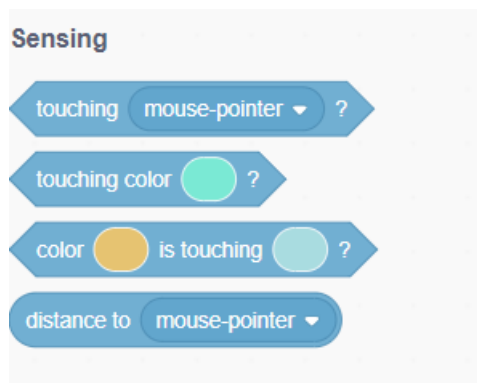 Sensing
touching mouse-pointer ?
touching color ?
color is touching ?
distance to mouse-pointer